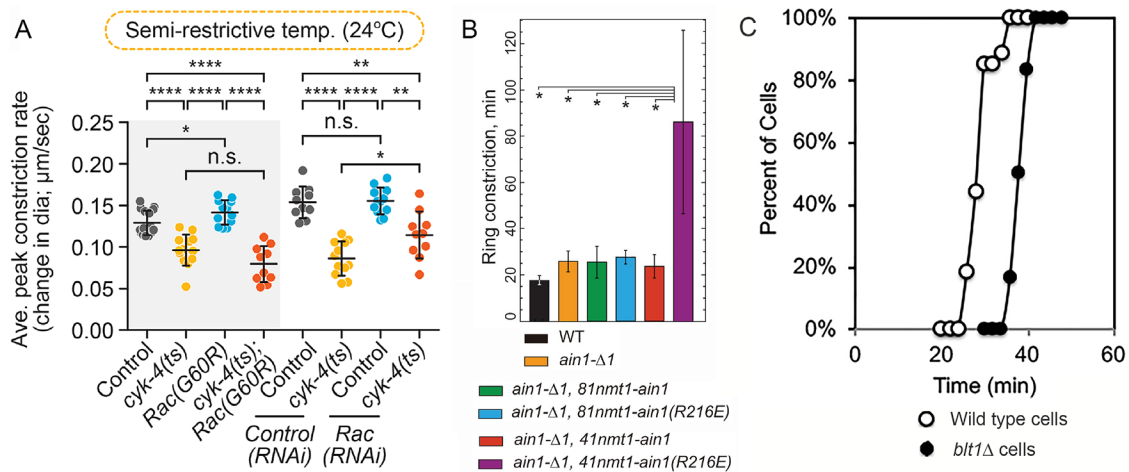 A
Semi-restrictive temp. (24ºC)
**** **
**** **** **** **** **** **
* n.s.
n.s. *
Ave. peak constriction rate
(change in dia; µm/sec)
0.25
0.20
0.15
0.10
0.05
0.00
Control
cyk-4(ts)
Rac(G60R)
cyk-4(ts);
Rac(G60R)
Control
cyk-4(ts)
Control
cyk-4(ts)
Control
(RNAi)
Rac
(RNAi)
B
Ring constriction, min
120
100
80
60
40
20
0
* * * * *
WT
ain1-Δ1
ain1-Δ1, 81nmt1-ain1
ain1-Δ1, 81nmt1-ain1(R216E)
ain1-Δ1, 41nmt1-ain1
ain1-Δ1, 41nmt1-ain1(R216E)
C
Percent of Cells
100%
80%
60%
40%
20%
0%
0 20 40 60
Time (min)
Wild type cells
blt1Δ cells